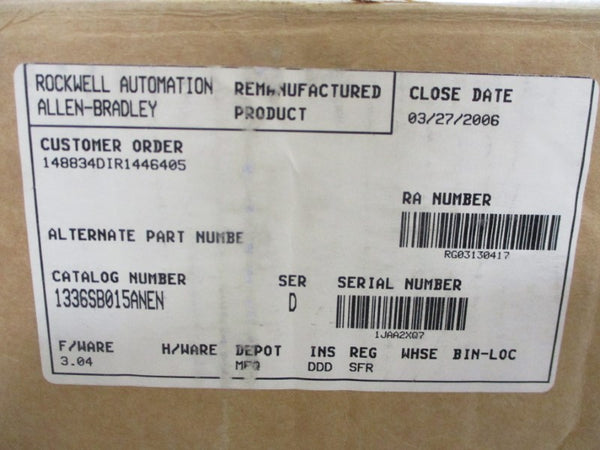 ROCKWELL AUTOMATION
ALLEN-BRADLEY
REMANUFACTURED
PRODUCT
CLOSE DATE
03/27/2006
CUSTOMER ORDER
148834DIR1446405
RA NUMBER
RG03130417
ALTERNATE PART NUMBE
CATALOG NUMBER
1336SB015ANEN
SER
D
SERIAL NUMBER
1JAA2XQ7
F/WARE H/WARE DEPOT INS REG WHSE BIN-LOC
3.04 DDD SFR